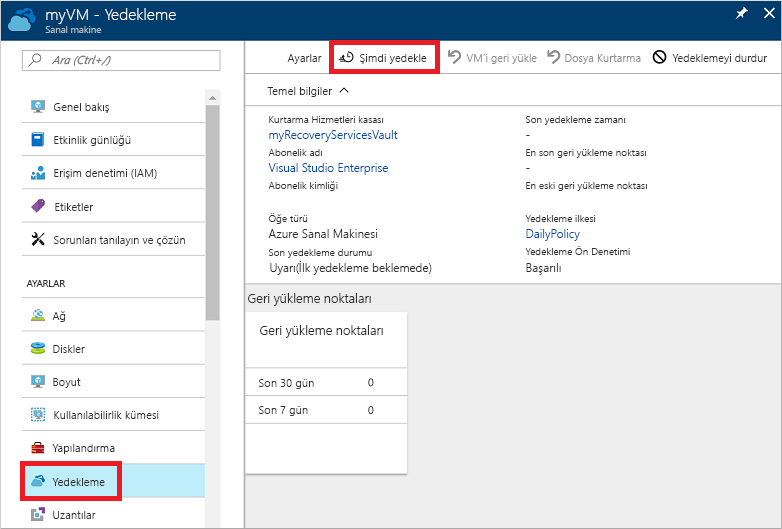 myVM - Yedekleme
Sanal makine
Ara (Ctrl+/)
Genel bakış
Etkinlik günlüğü
Erişim denetimi (IAM)
Etiketler
Sorunları tanılayın ve çözün
AYARLAR
Ağ
Diskler
Boyut
Kullanılabilirlik kümesi
Yapılandırma
Yedekleme
Uzantılar
Ayarlar
Şimdi yedekle
VM'i geri yükle
Dosya Kurtarma
Yedeklemeyi durdur
Temel bilgiler
Kurtarma Hizmetleri kasası
myRecoveryServicesVault
Abonelik adı
Visual Studio Enterprise
Abonelik kimliği
Öğe türü
Azure Sanal Makinesi
Son yedekleme durumu
Uyarı(İlk yedekleme beklemede)
Son yedekleme zamanı
-
En son geri yükleme noktası
-
En eski geri yükleme noktası
Yedekleme ilkesi
DailyPolicy
Yedekleme Ön Denetimi
Başarılı
Geri yükleme noktaları
Geri yükleme noktaları
Son 30 gün 0
Son 7 gün 0